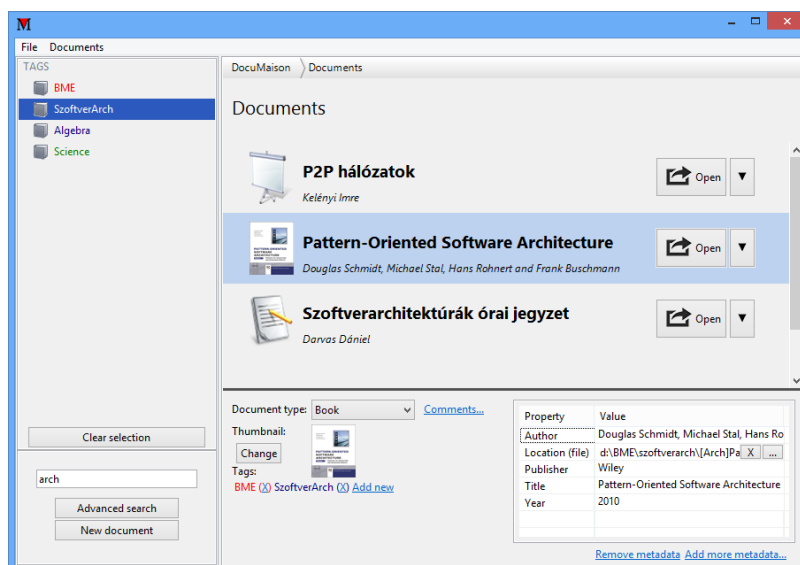 File Documents
TAGS
BME
SzoftverArch
Algebra
Science
Clear selection
arch
Advanced search
New document
DocuMaison Documents
Documents
P2P hálózatok
Kelényi Imre
Open
Pattern-Oriented Software Architecture
Douglas Schmidt, Michael Stal, Hans Rohnert and Frank Buschmann
Open
Szoftverarchitektúrák órai jegyzet
Darvas Dániel
Open
Document type: Book Comments...
Thumbnail:
Change
Tags:
BME (X) SzoftverArch (X) Add new
Property Value
Author Douglas Schmidt, Michael Stal, Hans Ro
Location (file) d:\BME\szoftverarch\[Arch]Pa X ...
Publisher Wiley
Title Pattern-Oriented Software Architecture
Year 2010
Remove metadata Add more metadata...